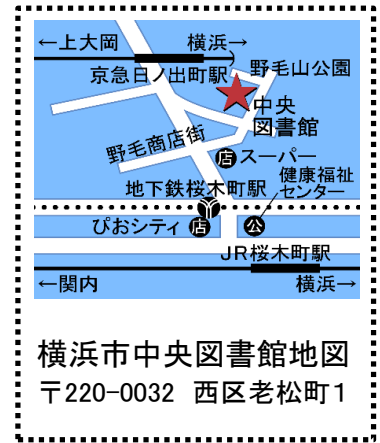 ←上大岡 横浜→
京急日ノ出町駅
野毛山公園
中央
図書館
野毛商店街
店スーパー
健康福祉
センター
地下鉄桜木町駅
ぴおシティ店
公
JR桜木町駅
←関内 横浜→
横浜市中央図書館地図
〒220-0032 西区老松町1